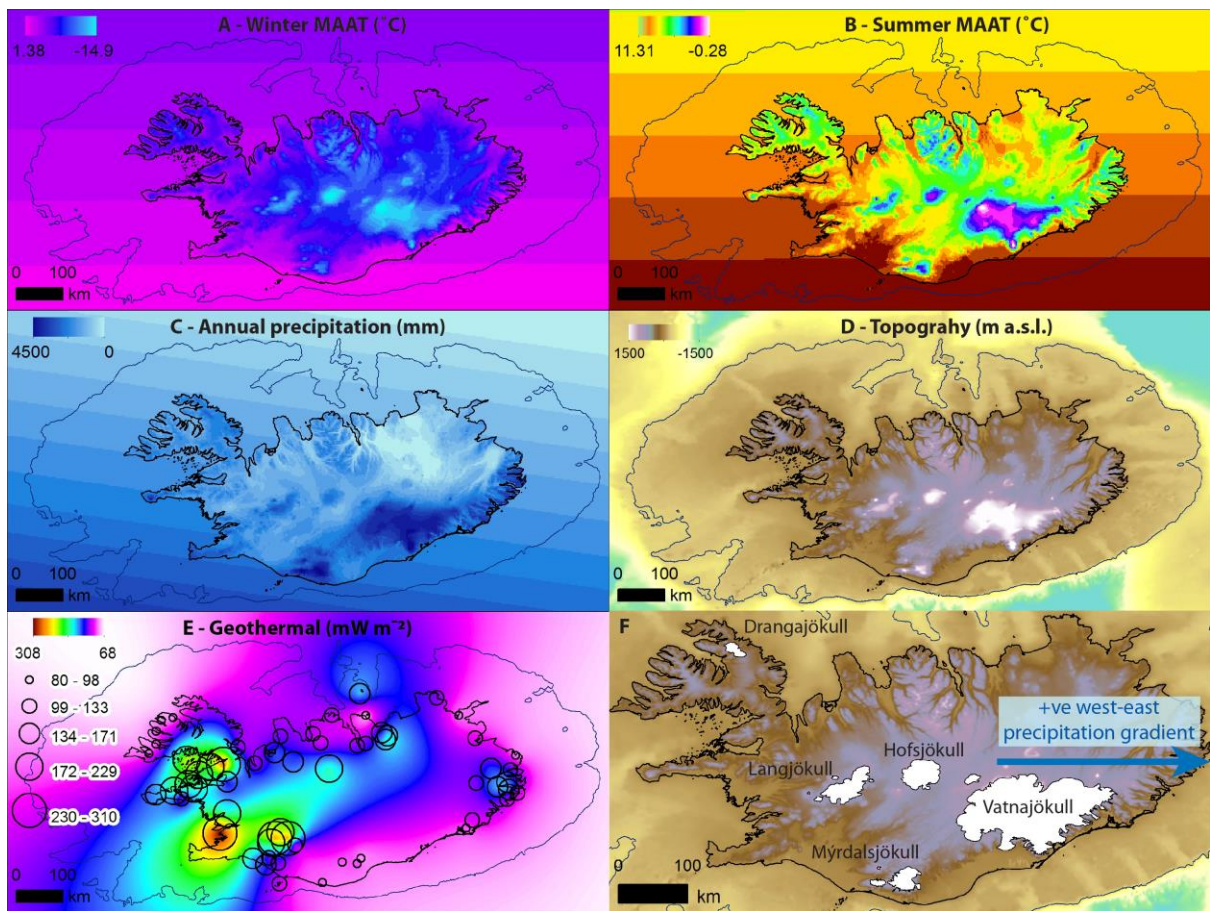 A - Winter MAAT (˚C)
1.38 -14.9
0 100
km
B - Summer MAAT (˚C)
11.31 -0.28
0 100
km
C - Annual precipitation (mm)
4500 0
0 100
km
D - Topograhy (m a.s.l.)
1500 -1500
0 100
km
E - Geothermal (mW m⁻²)
308 68
80 - 98
99 - 133
134 - 171
172 - 229
230 - 310
0 100
km
F
Drangajökull
+ve west-east
precipitation gradient
Hofsjökull
Langjökull
Vatnajökull
Mýrdalsjökull
0 100
km